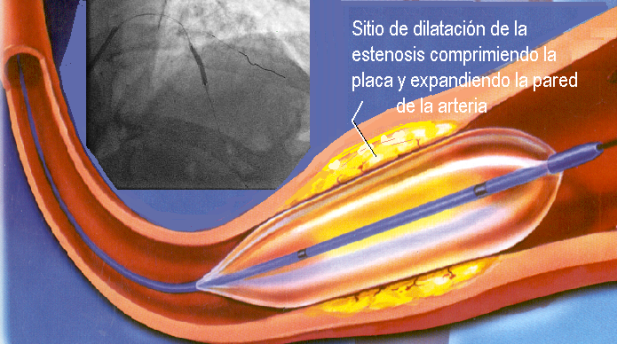 Sitio de dilatación de la
estenosis comprimiendo la
placa y expandiendo la pared
de la arteria